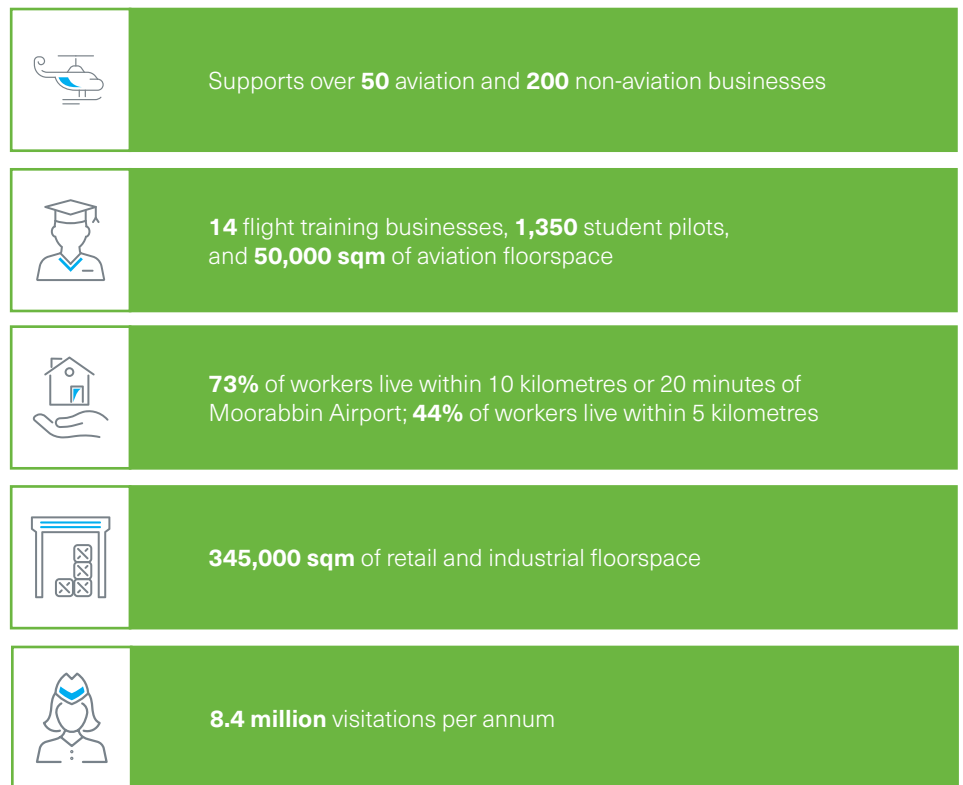 Supports over 50 aviation and 200 non-aviation businesses
14 flight training businesses, 1,350 student pilots,
and 50,000 sqm of aviation floorspace
73% of workers live within 10 kilometres or 20 minutes of
Moorabbin Airport; 44% of workers live within 5 kilometres
345,000 sqm of retail and industrial floorspace
8.4 million visitations per annum